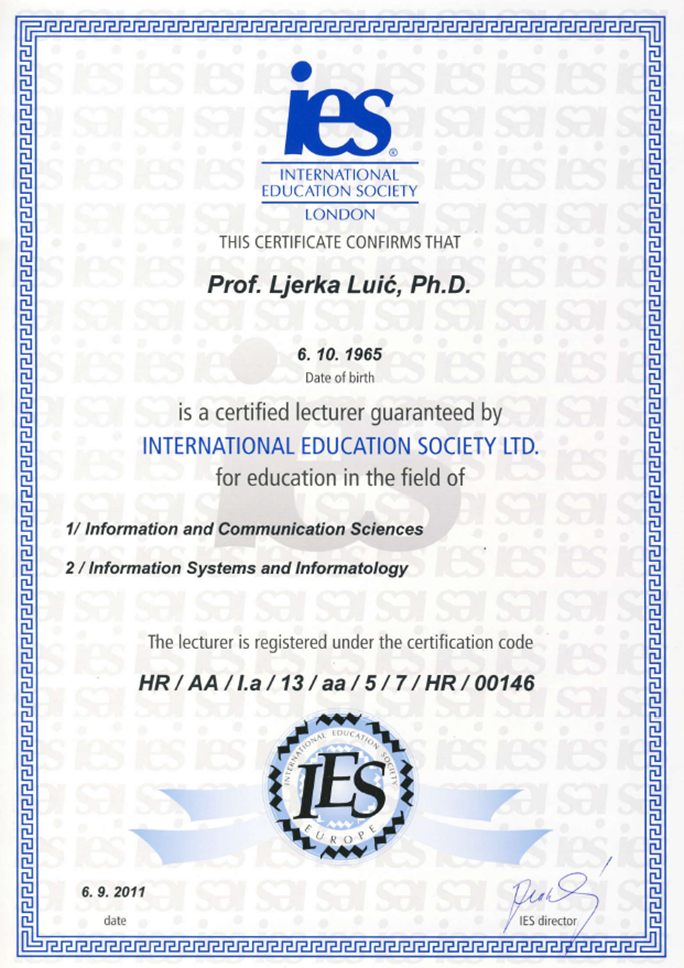 ies®
INTERNATIONAL
EDUCATION SOCIETY
LONDON
THIS CERTIFICATE CONFIRMS THAT
Prof. Ljerka Luić, Ph.D.
6. 10. 1965
Date of birth
is a certified lecturer guaranteed by
INTERNATIONAL EDUCATION SOCIETY LTD.
for education in the field of
1/ Information and Communication Sciences
2 / Information Systems and Informatology
The lecturer is registered under the certification code
HR / AA / I.a / 13 / aa / 5 / 7 / HR / 00146
INTERNATIONAL EDUCATION SOCIETY
IES
EUROPE
6. 9. 2011
date
IES director